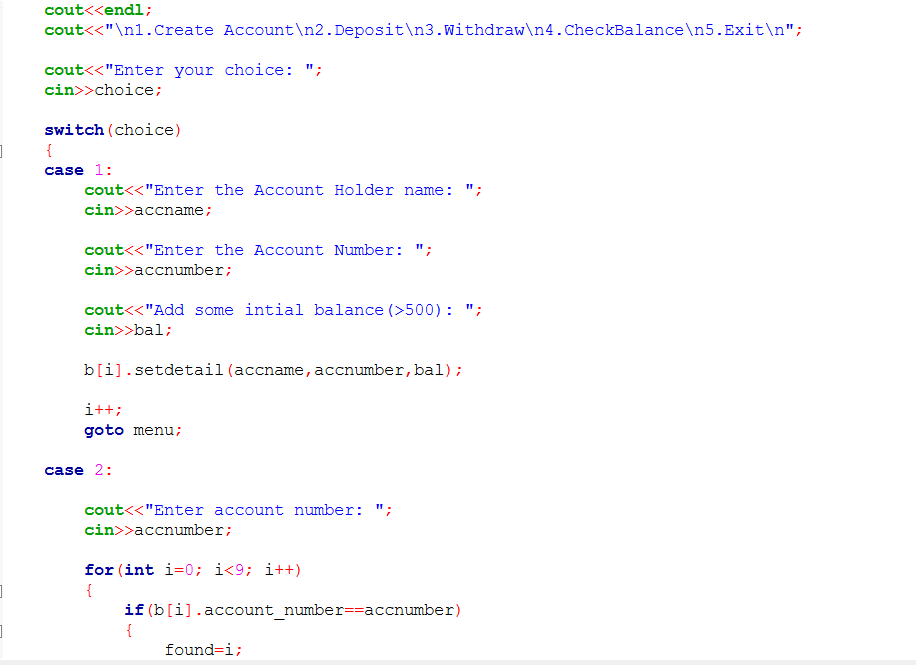 cout<<endl;
cout<<"\n1.Create Account\n2.Deposit\n3.Withdraw\n4.CheckBalance\n5.Exit\n";
cout<<"Enter your choice: ";
cin>>choice;
switch(choice)
{
case 1:
cout<<"Enter the Account Holder name: ";
cin>>accname;
cout<<"Enter the Account Number: ";
cin>>accnumber;
cout<<"Add some intial balance(>500): ";
cin>>bal;
b[i].setdetail(accname,accnumber,bal);
i++;
goto menu;
case 2:
cout<<"Enter account number: ";
cin>>accnumber;
for(int i=0; i<9; i++)
{
if(b[i].account_number==accnumber)
{
found=i;